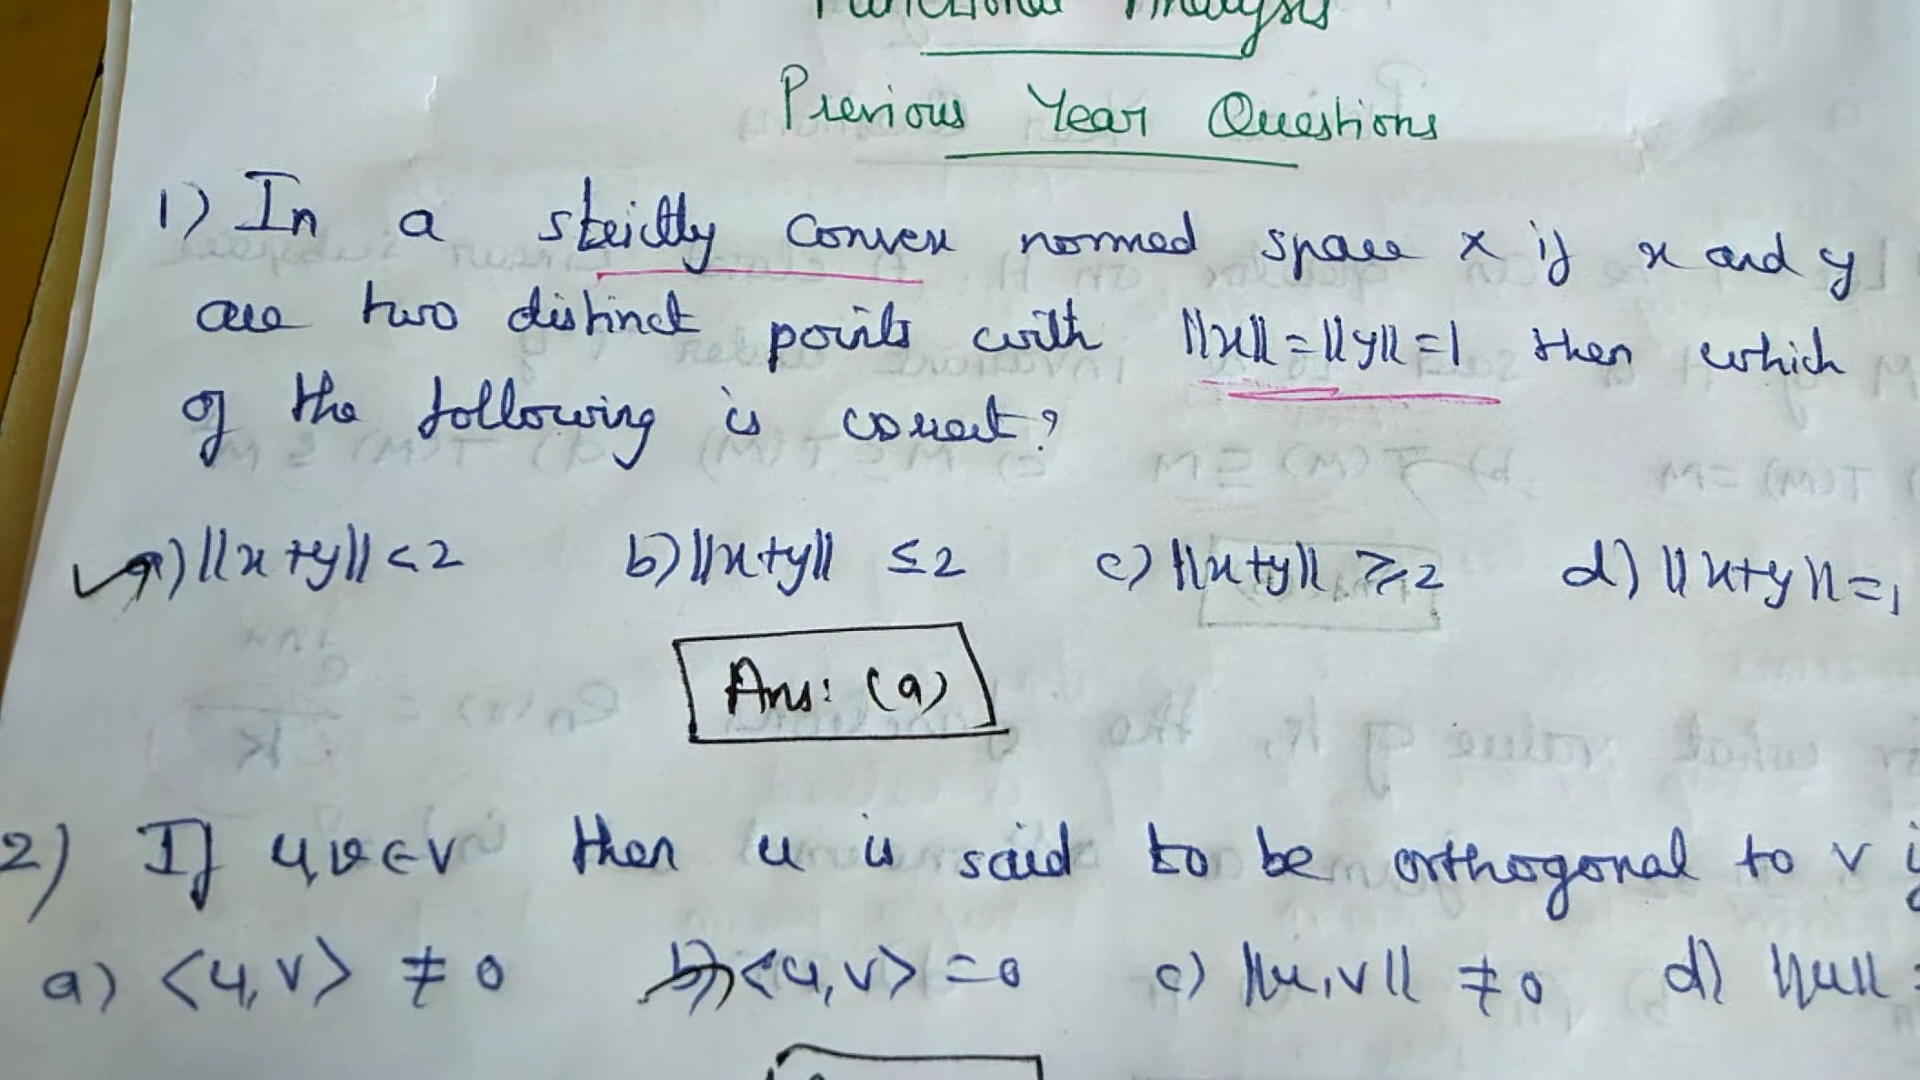 Functional Analysis
Previous Year Questions
1) In a strictly convex normed space x if x and y
are two distinct points with ||x||=||y||=1 then which
of the following is correct?
a) ||x+y||<2 b) ||x+y|| ≤2 c) ||x+y|| ≥2 d) ||x+y||=1
Ans: (a)
2) If u,v∈V then u is said to be orthogonal to v
a) <u,v> ≠ 0 b) <u,v> =0 c) ||u,v|| ≠0 d) ||u|| =